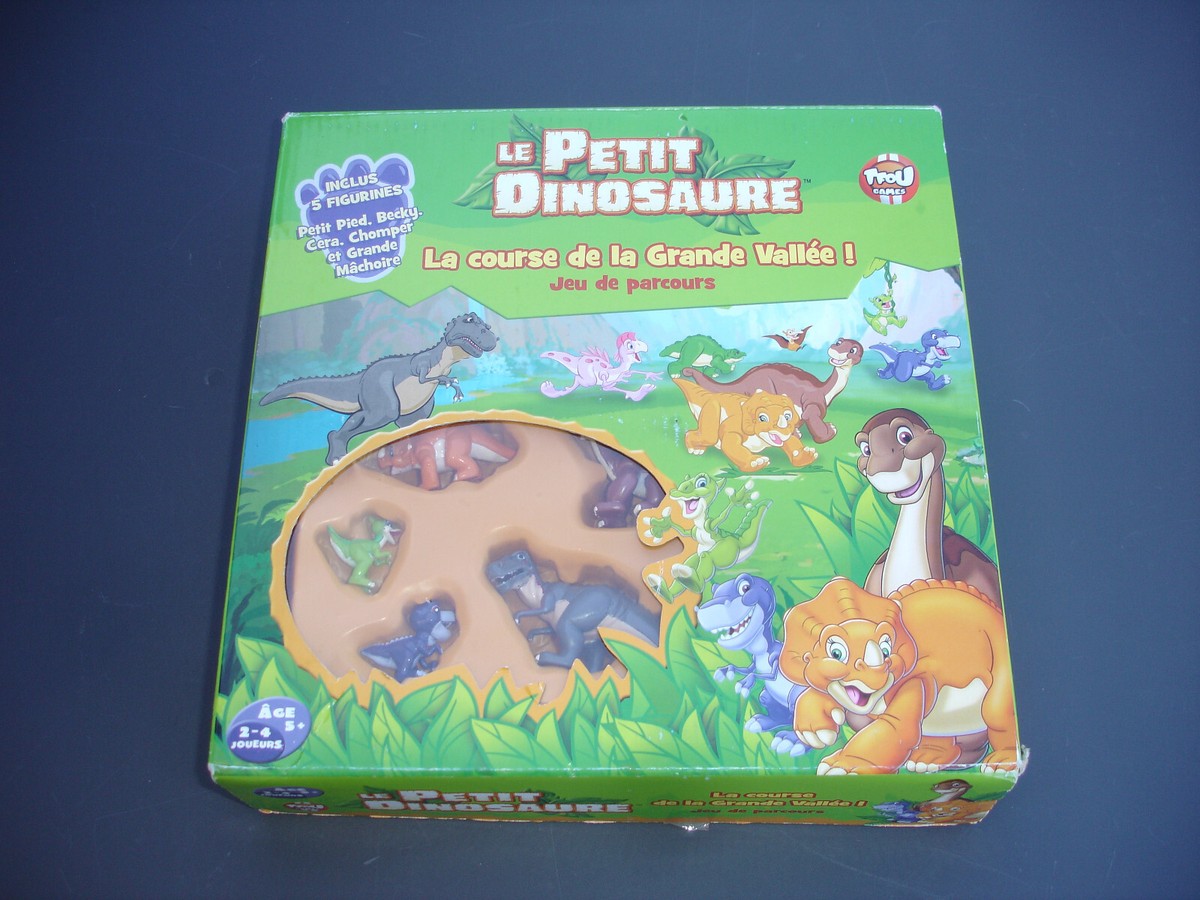 LE PETIT
DINOSAURE™
TFOU
GAMES
La course de la Grande Vallée !
Jeu de parcours
INCLUS
5 FIGURINES
Petit Pied, Becky,
Cera, Chomper
et Grande
Mâchoire
ÂGE
5+
2-4
JOUEURS
LE PETIT
DINOSAURE
La course
de la Grande Vallée !
Jeu de parcours